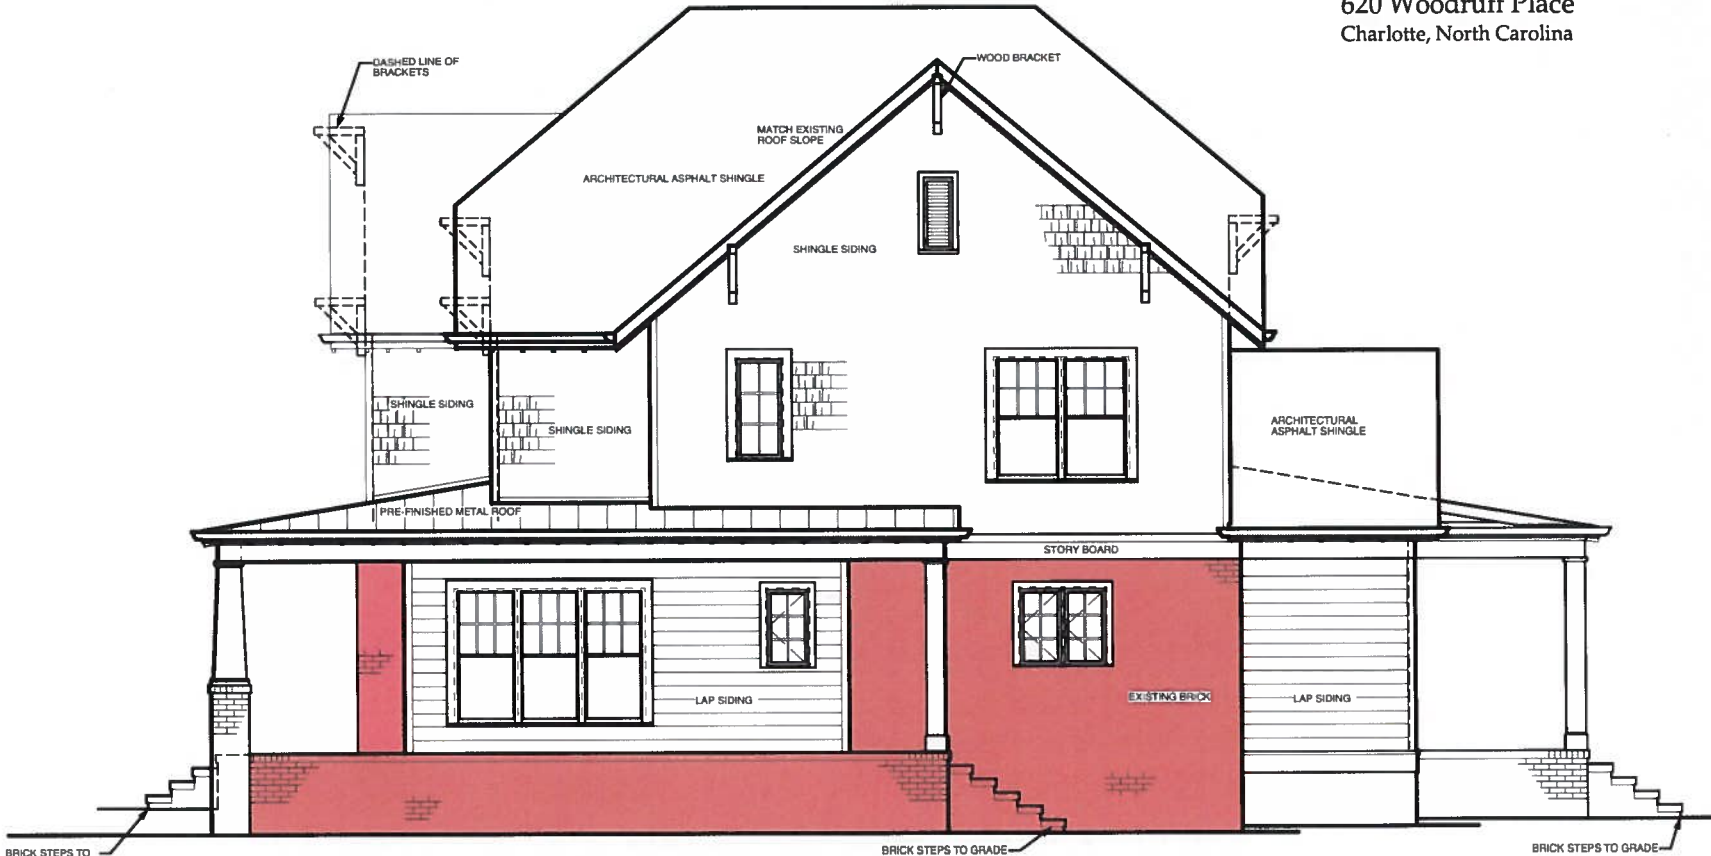 620 Woodruff Place
Charlotte, North Carolina
DASHED LINE OF
BRACKETS
WOOD BRACKET
MATCH EXISTING
ROOF SLOPE
ARCHITECTURAL ASPHALT SHINGLE
SHINGLE SIDING
SHINGLE SIDING
SHINGLE SIDING
ARCHITECTURAL
ASPHALT SHINGLE
PRE-FINISHED METAL ROOF
STORY BOARD
LAP SIDING
EXISTING BRICK
LAP SIDING
BRICK STEPS TO
BRICK STEPS TO GRADE
BRICK STEPS TO GRADE